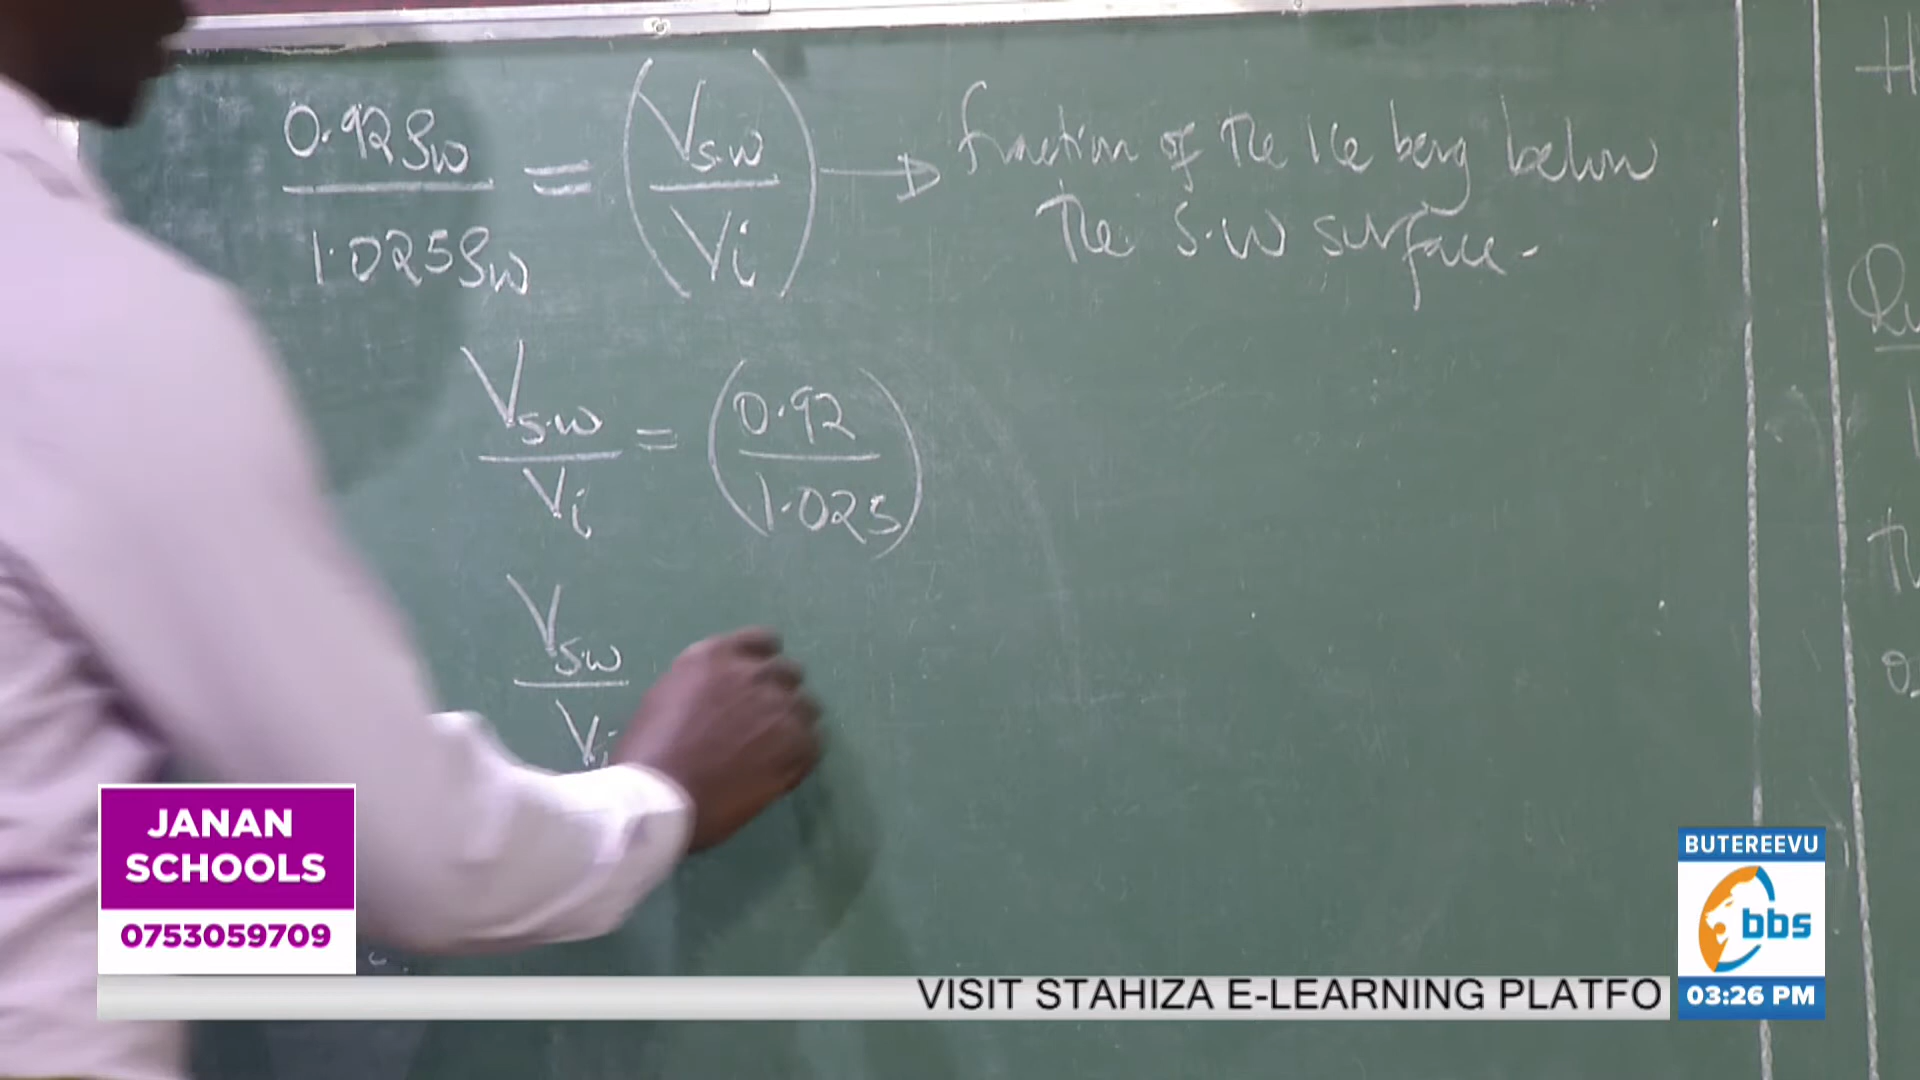 0.92ρw / 1.025ρw = (Vs.w / Vi) → fraction of the Ice berg below
the S.W surface.
Vs.w / Vi = (0.92 / 1.025)
Vs.w / Vi
JANAN
SCHOOLS
0753059709
BUTEREEVU
bbs
VISIT STAHIZA E-LEARNING PLATFO
03:26 PM